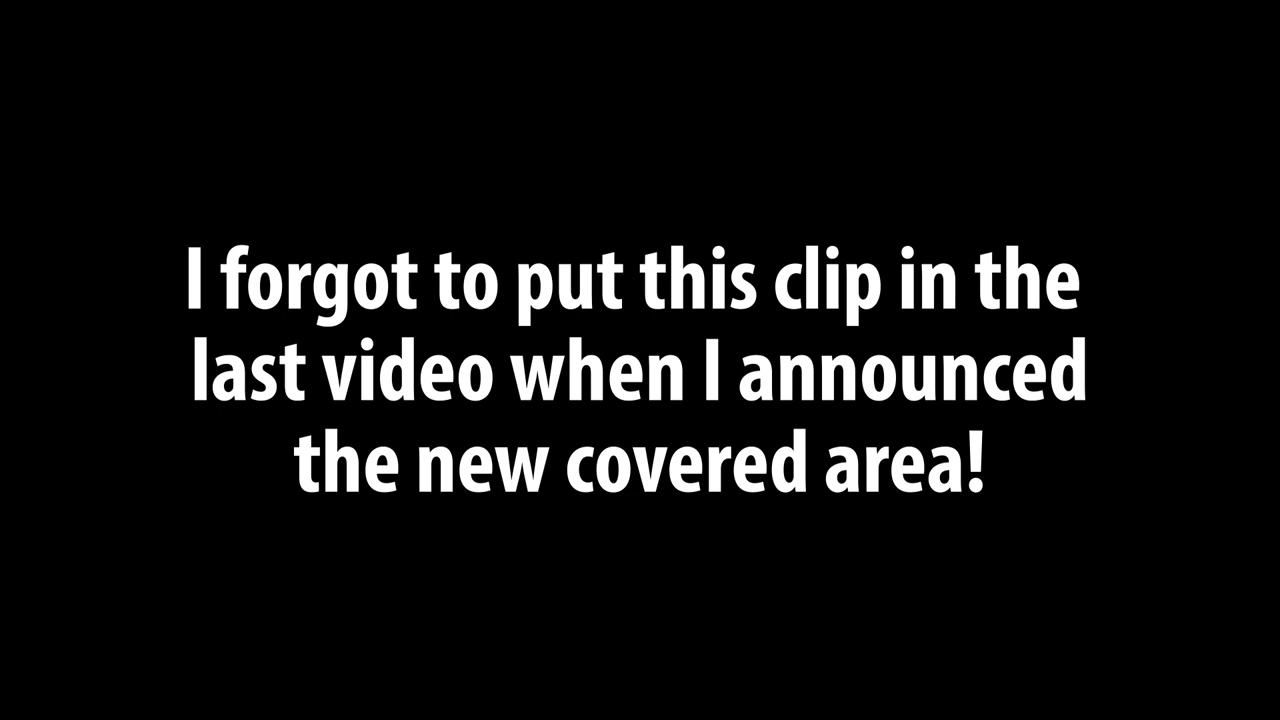 I forgot to put this clip in the
last video when I announced
the new covered area!